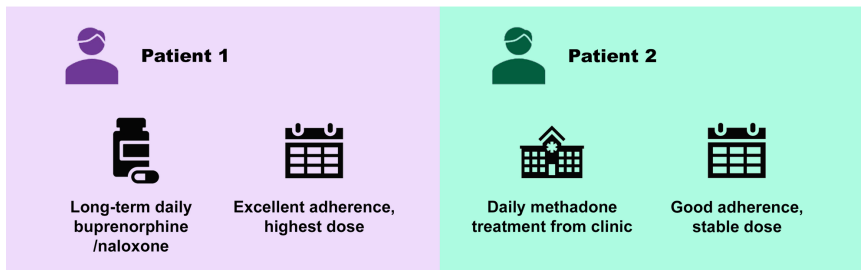 Patient 1
Long-term daily
buprenorphine
/naloxone
Excellent adherence,
highest dose
Patient 2
Daily methadone
treatment from clinic
Good adherence,
stable dose